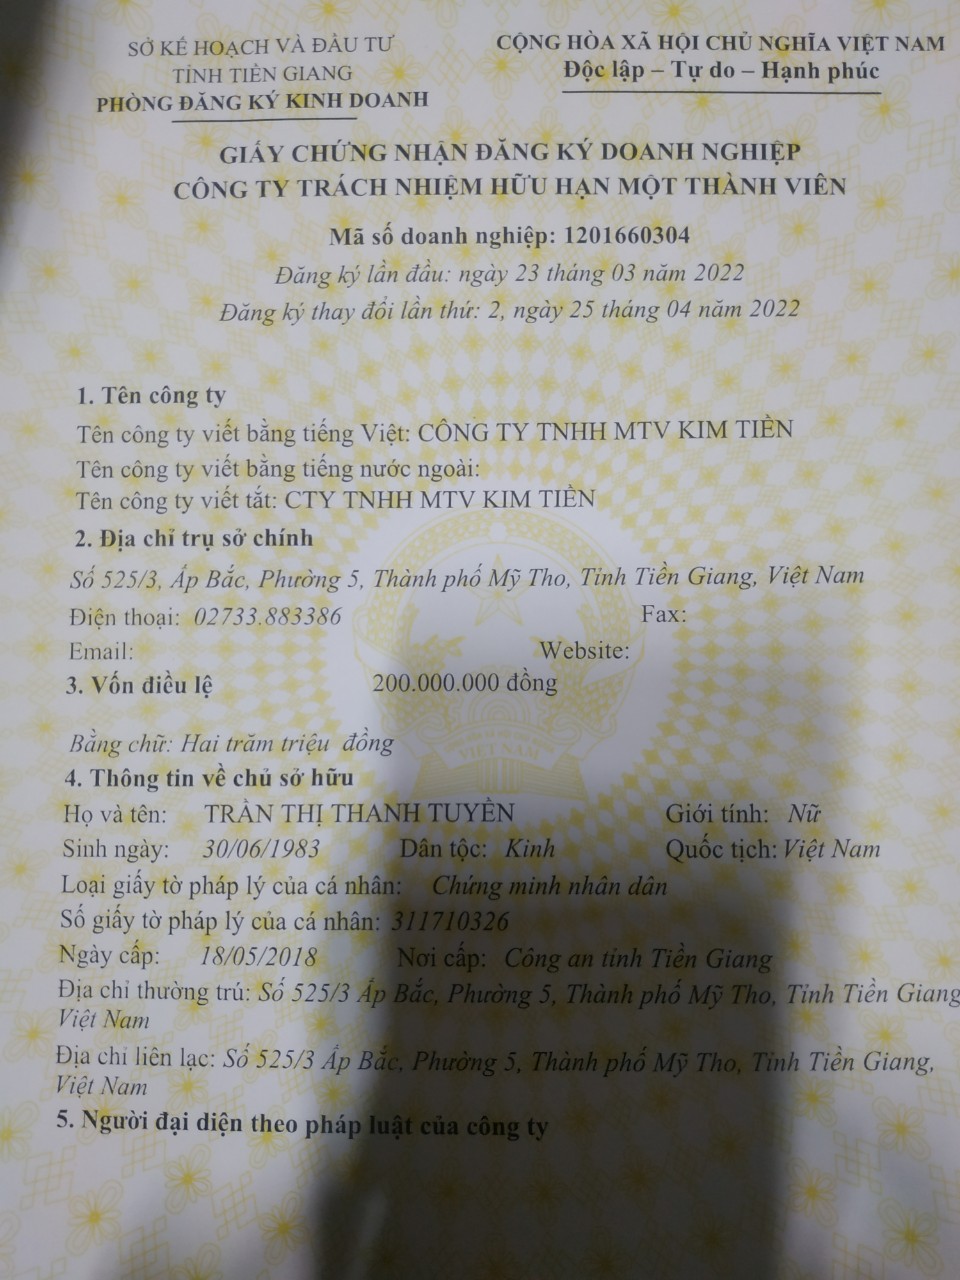 SỞ KẾ HOẠCH VÀ ĐẦU TƯ
TỈNH TIỀN GIANG
PHÒNG ĐĂNG KÝ KINH DOANH
CỘNG HÒA XÃ HỘI CHỦ NGHĨA VIỆT NAM
Độc lập – Tự do – Hạnh phúc
GIẤY CHỨNG NHẬN ĐĂNG KÝ DOANH NGHIỆP
CÔNG TY TRÁCH NHIỆM HỮU HẠN MỘT THÀNH VIÊN
Mã số doanh nghiệp: 1201660304
Đăng ký lần đầu: ngày 23 tháng 03 năm 2022
Đăng ký thay đổi lần thứ: 2, ngày 25 tháng 04 năm 2022
1. Tên công ty
Tên công ty viết bằng tiếng Việt: CÔNG TY TNHH MTV KIM TIỀN
Tên công ty viết bằng tiếng nước ngoài:
Tên công ty viết tắt: CTY TNHH MTV KIM TIỀN
2. Địa chỉ trụ sở chính
Số 525/3, Ấp Bắc, Phường 5, Thành phố Mỹ Tho, Tỉnh Tiền Giang, Việt Nam
Điện thoại: 02733.883386 Fax:
Email: Website:
3. Vốn điều lệ 200.000.000 đồng
Bằng chữ: Hai trăm triệu đồng
VIỆT NAM
4. Thông tin về chủ sở hữu
Họ và tên: TRẦN THỊ THANH TUYỀN Giới tính: Nữ
Sinh ngày: 30/06/1983 Dân tộc: Kinh Quốc tịch: Việt Nam
Loại giấy tờ pháp lý của cá nhân: Chứng minh nhân dân
Số giấy tờ pháp lý của cá nhân: 311710326
Ngày cấp: 18/05/2018 Nơi cấp: Công an tỉnh Tiền Giang
Địa chỉ thường trú: Số 525/3 Ấp Bắc, Phường 5, Thành phố Mỹ Tho, Tỉnh Tiền Giang
Việt Nam
Địa chỉ liên lạc: Số 525/3 Ấp Bắc, Phường 5, Thành phố Mỹ Tho, Tỉnh Tiền Giang,
Việt Nam
5. Người đại diện theo pháp luật của công ty